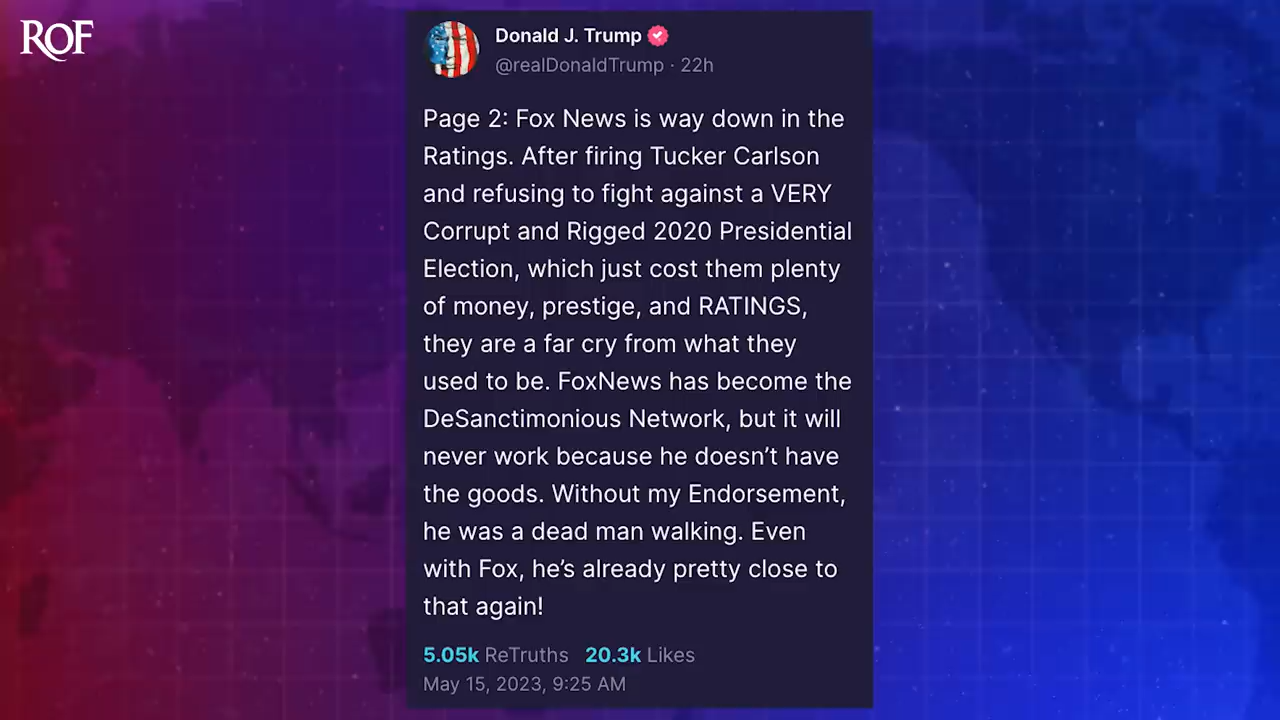 ROF
Donald J. Trump
@realDonaldTrump · 22h
Page 2: Fox News is way down in the
Ratings. After firing Tucker Carlson
and refusing to fight against a VERY
Corrupt and Rigged 2020 Presidential
Election, which just cost them plenty
of money, prestige, and RATINGS,
they are a far cry from what they
used to be. FoxNews has become the
DeSanctimonious Network, but it will
never work because he doesn’t have
the goods. Without my Endorsement,
he was a dead man walking. Even
with Fox, he’s already pretty close to
that again!
5.05k ReTruths 20.3k Likes
May 15, 2023, 9:25 AM